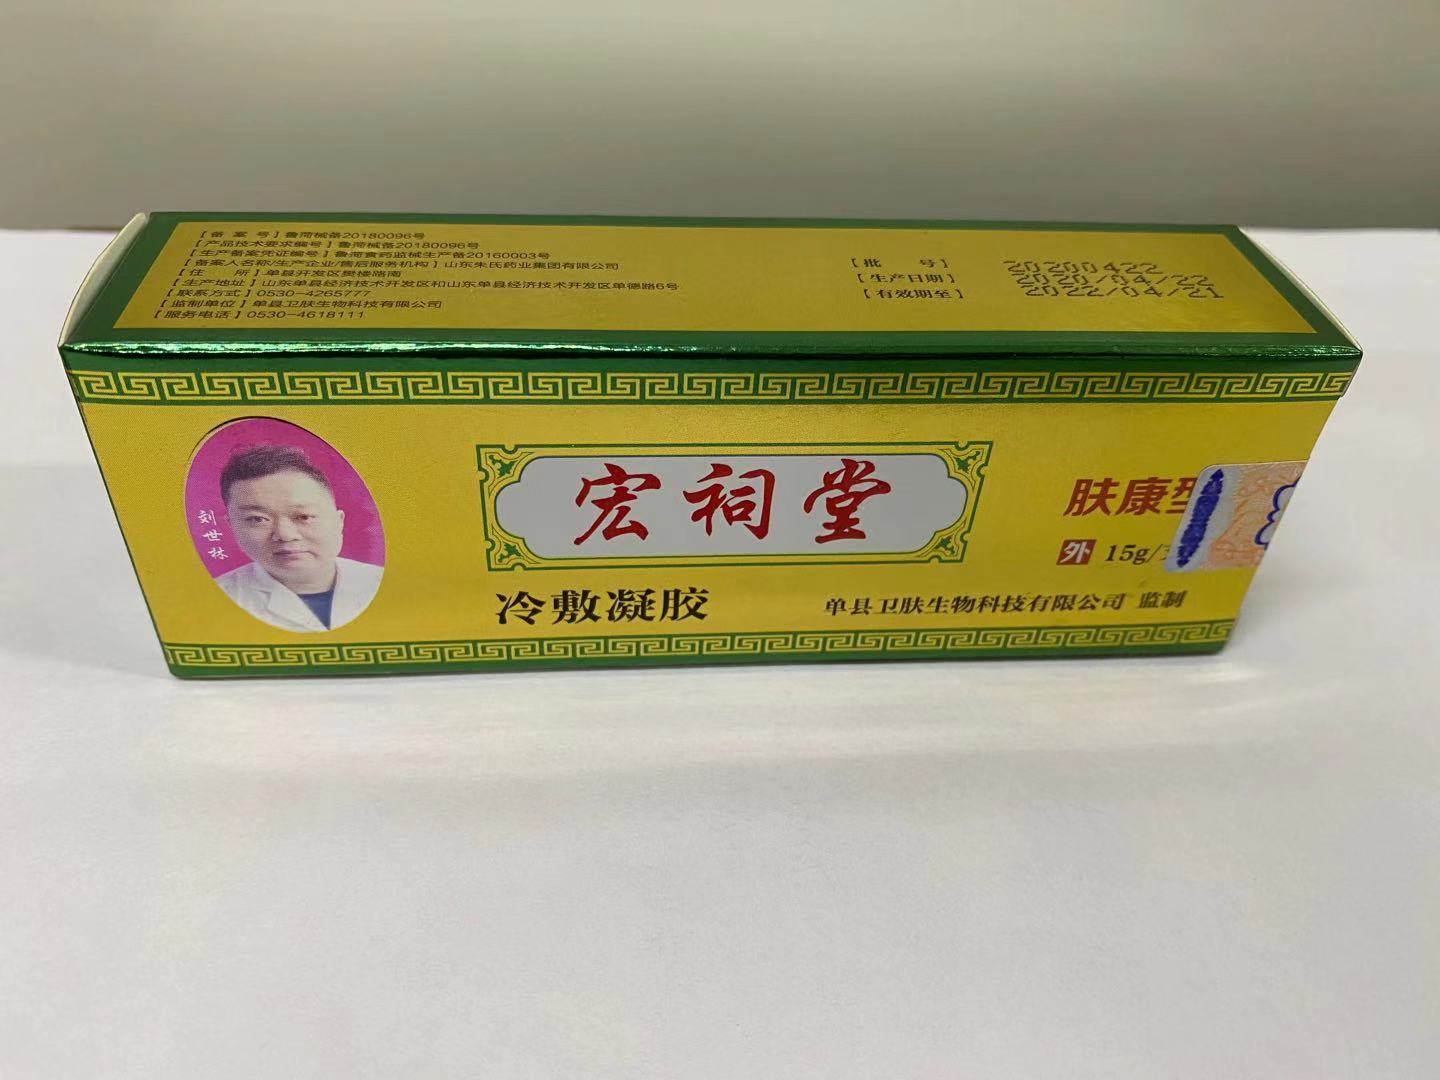 【备 案 号】鲁菏械备20180096号
【产品技术要求编号】鲁菏械备20180096号
【生产备案凭证编号】鲁菏食药监械生产备20160003号
【备案人名称/生产企业/售后服务机构】山东朱氏药业集团有限公司
【住 所】单县开发区樊楼路南
【生产地址】山东单县经济技术开发区和山东单县经济技术开发区单德路6号
【联系方式】0530-4265777
【监制单位】单县卫肤生物科技有限公司
【服务电话】0530-4618111
【批 号】20200422
【生产日期】2020/04/22
【有效期至】2022/04/21
刘世林
宏祠堂
肤康型
外 15g/
冷敷凝胶
单县卫肤生物科技有限公司 监制